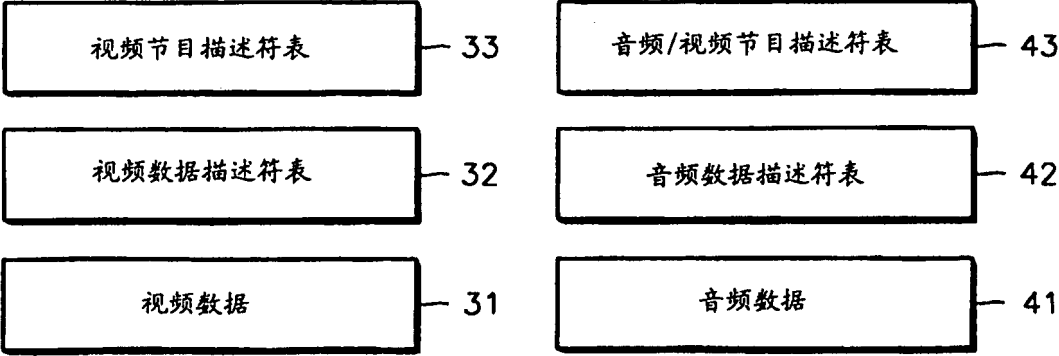 视频节目描述符表 33
音频/视频节目描述符表 43
视频数据描述符表 32
音频数据描述符表 42
视频数据 31
音频数据 41